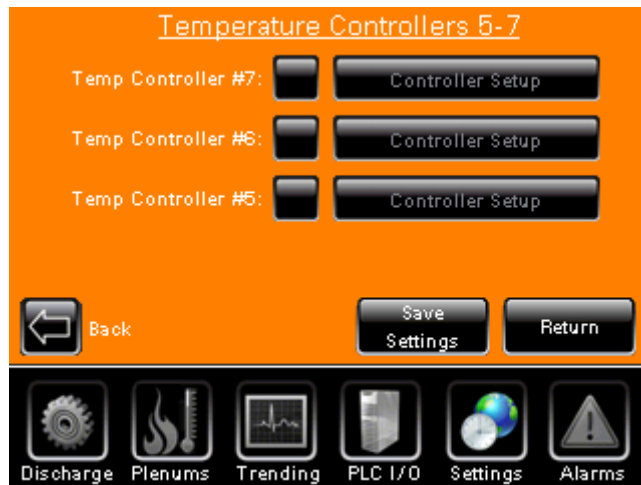 Temperature Controllers 5-7
Temp Controller #7: Controller Setup
Temp Controller #6: Controller Setup
Temp Controller #5: Controller Setup
Back
Save
Settings
Return
Discharge Plenums Trending PLC I/O Settings Alarms